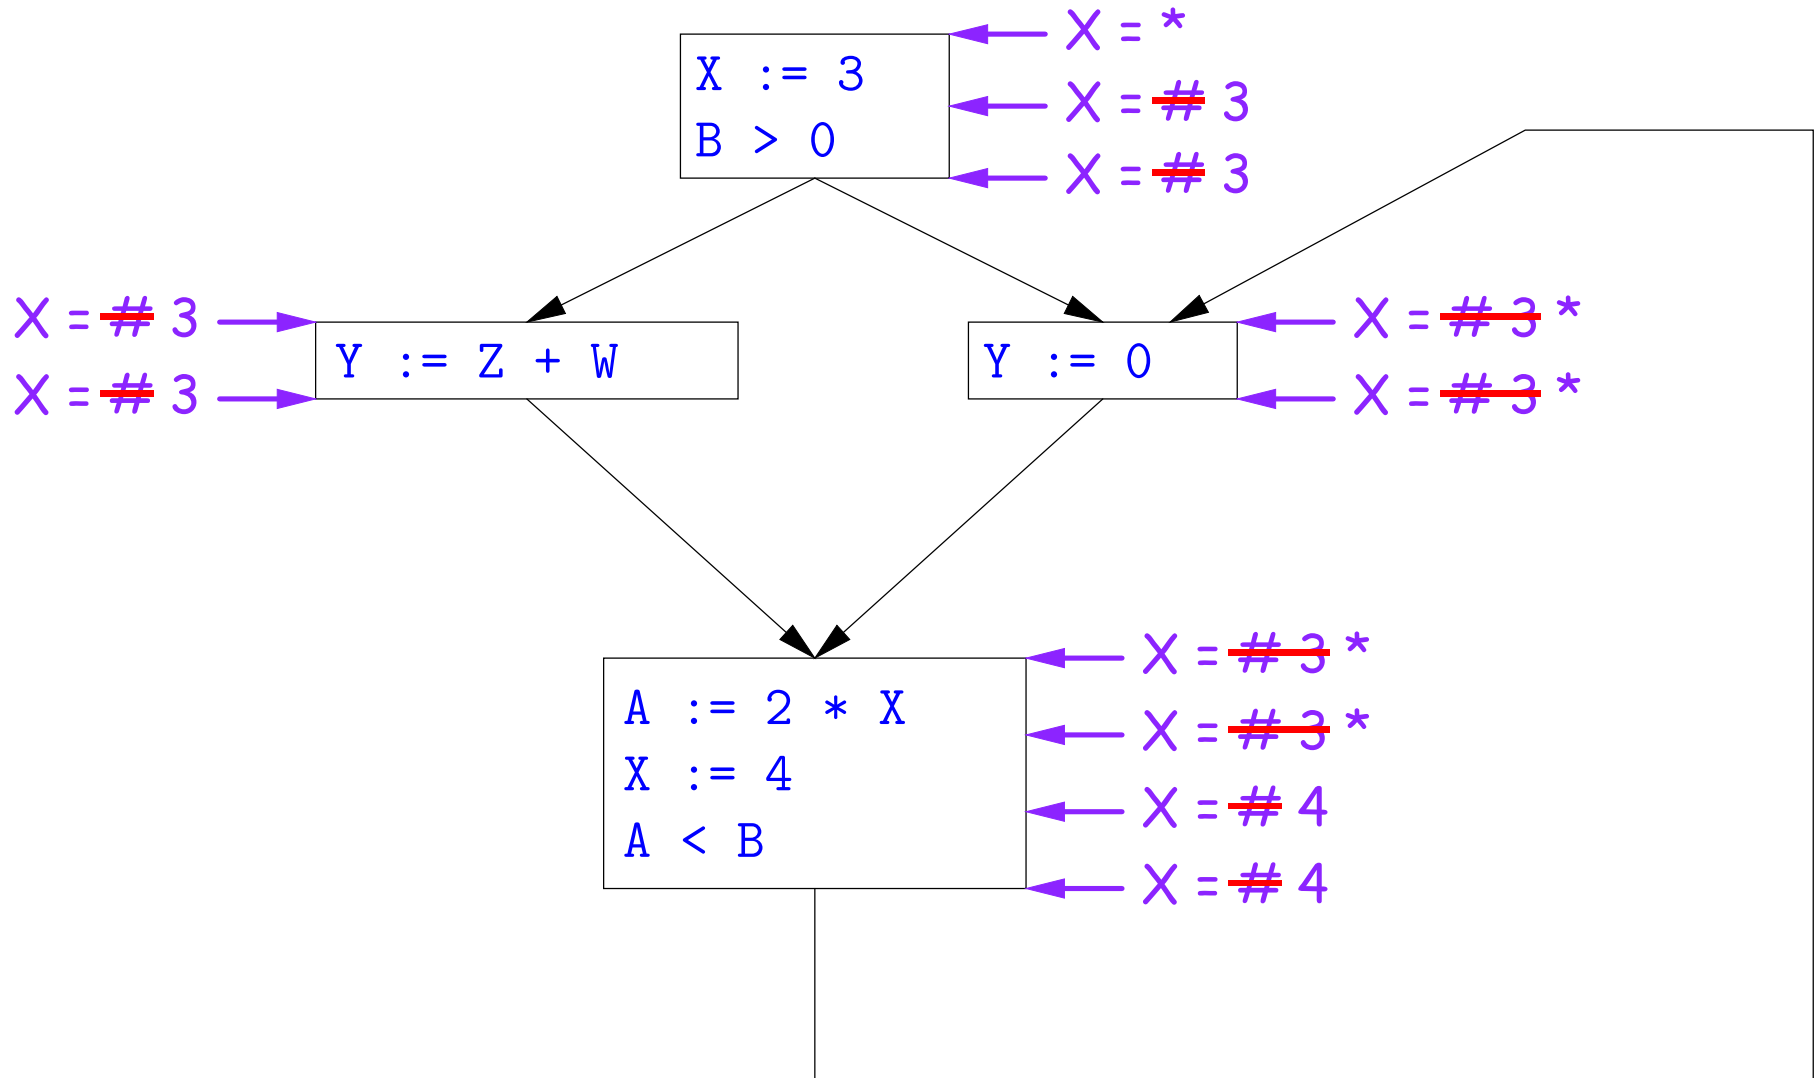 X = *
X := 3
X = # 3
B > 0
X = # 3
X = # 3
Y := Z + W
X = # 3
X = # 3 *
Y := 0
X = # 3 *
X = # 3 *
A := 2 * X
X = # 3 *
X := 4
X = # 4
A < B
X = # 4